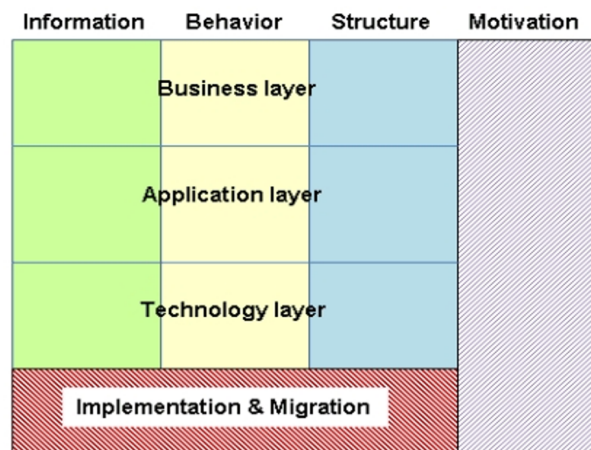 Information Behavior Structure Motivation
Business layer
Application layer
Technology layer
Implementation & Migration